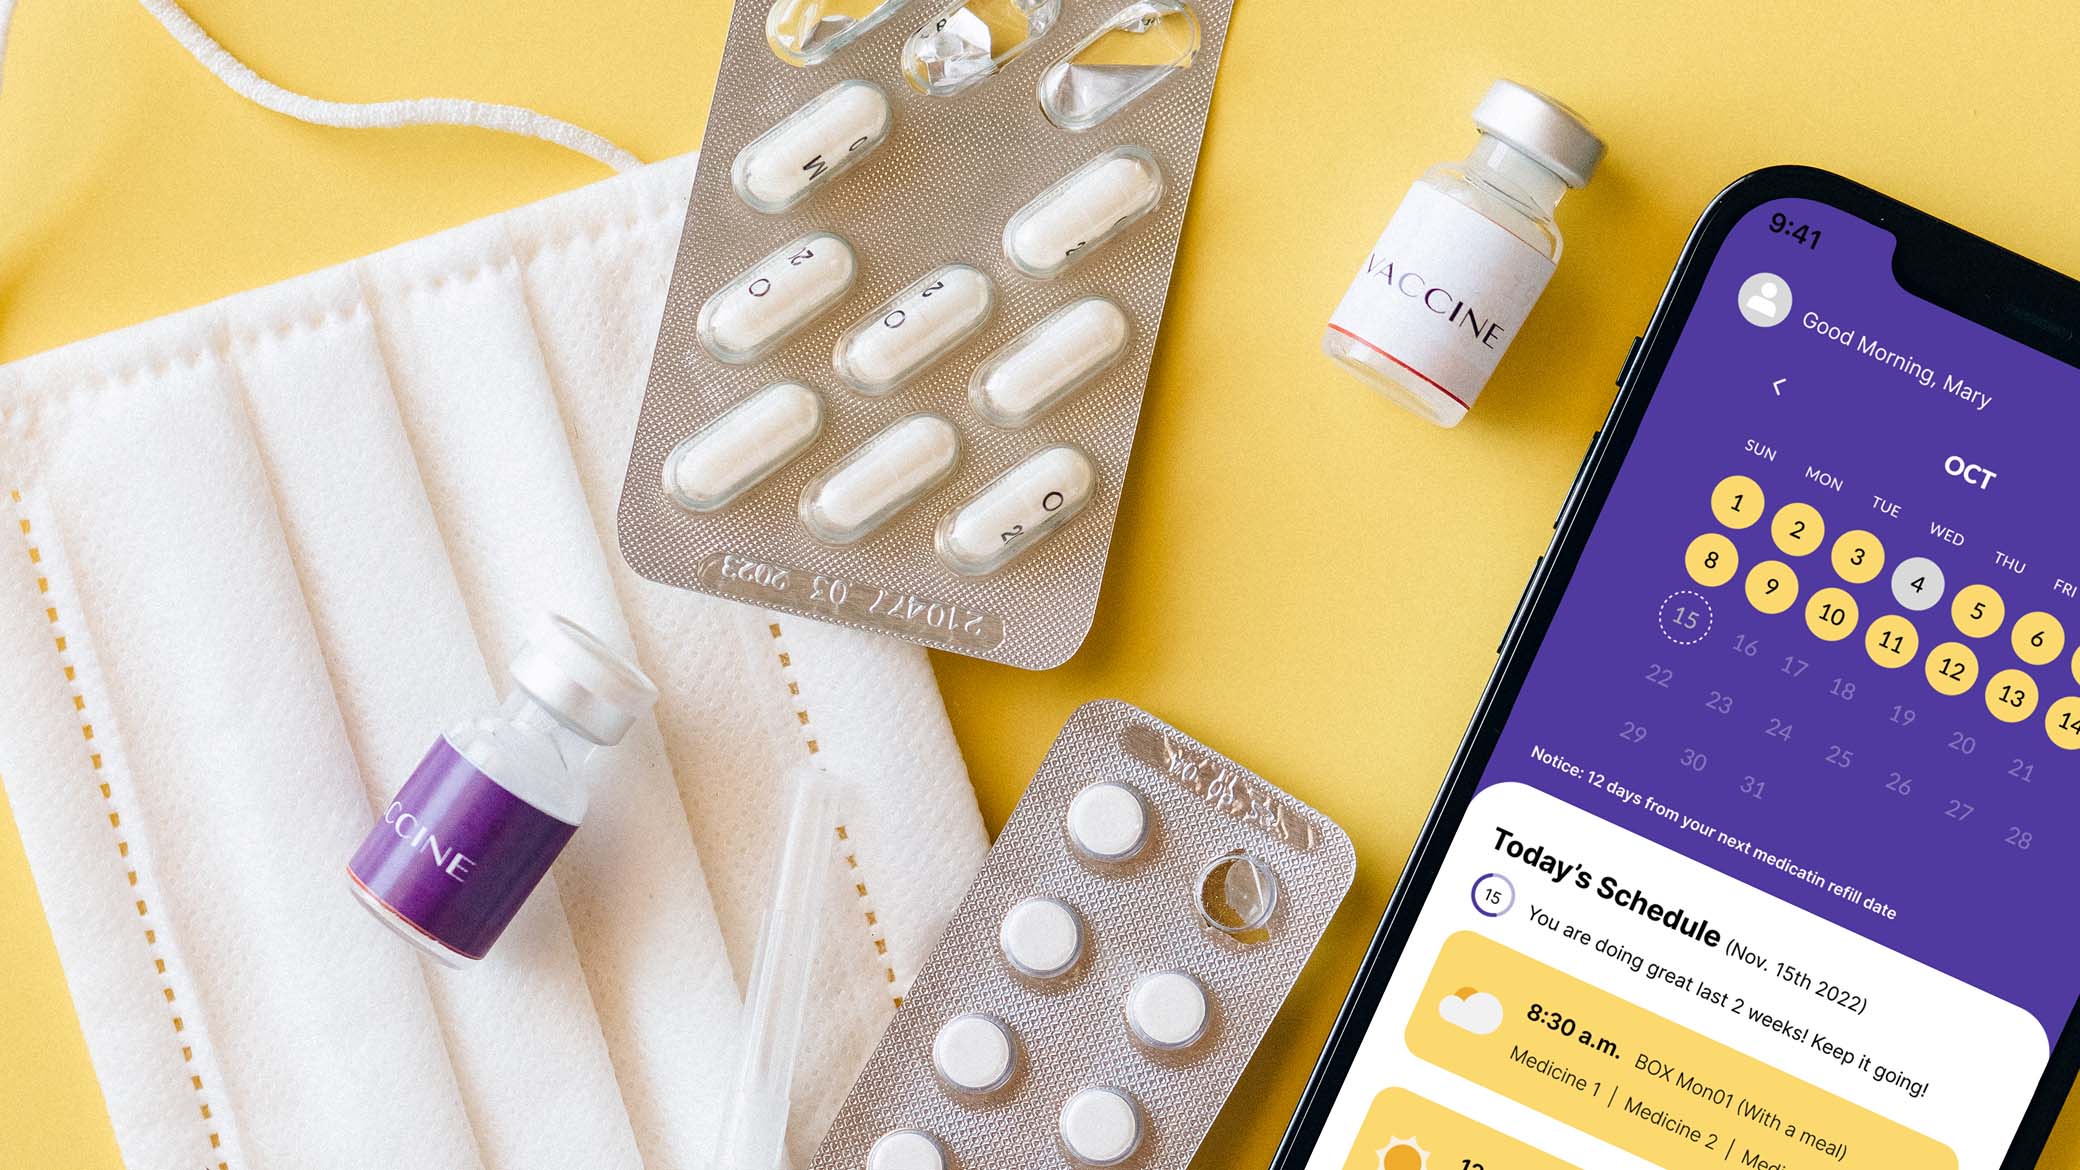 VACCINE
CCINE
210477 03 2023
9:41
Good Morning, Mary
<
OCT
SUN MON TUE WED THU FRI
1 2 3 4 5 6
8 9 10 11 12 13 14
15 16 17 18 19 20 21
22 23 24 25 26 27 28
29 30 31
Notice: 12 days from your next medicatin refill date
Today's Schedule (Nov. 15th 2022)
15 You are doing great last 2 weeks! Keep it going!
8:30 a.m. BOX Mon01 (With a meal)
Medicine 1 | Medicine 2 | Medi
12